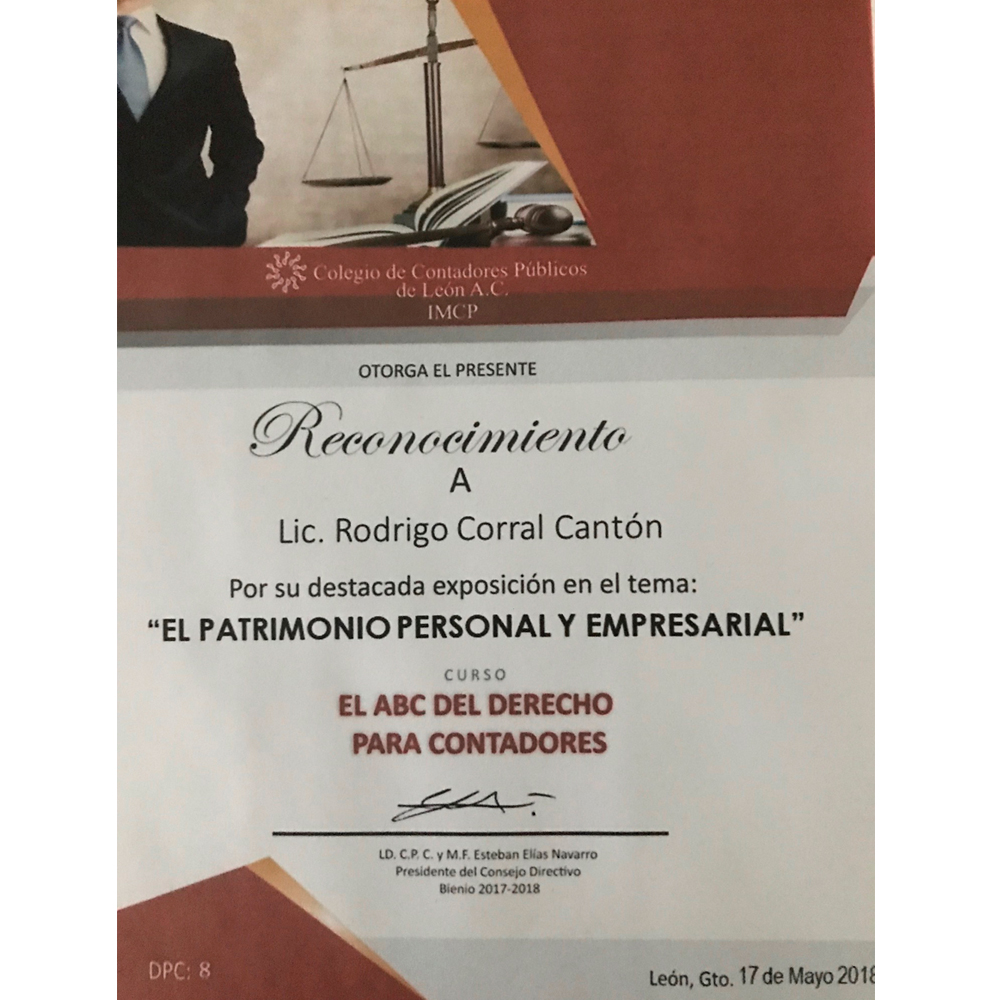 Colegio de Contadores Públicos
de León A.C.
IMCP
OTORGA EL PRESENTE
Reconocimiento
A
Lic. Rodrigo Corral Cantón
Por su destacada exposición en el tema:
“EL PATRIMONIO PERSONAL Y EMPRESARIAL”
CURSO
EL ABC DEL DERECHO
PARA CONTADORES
LD. C.P. C. y M.F. Esteban Elías Navarro
Presidente del Consejo Directivo
Bienio 2017-2018
DPC: 8
León, Gto. 17 de Mayo 2018